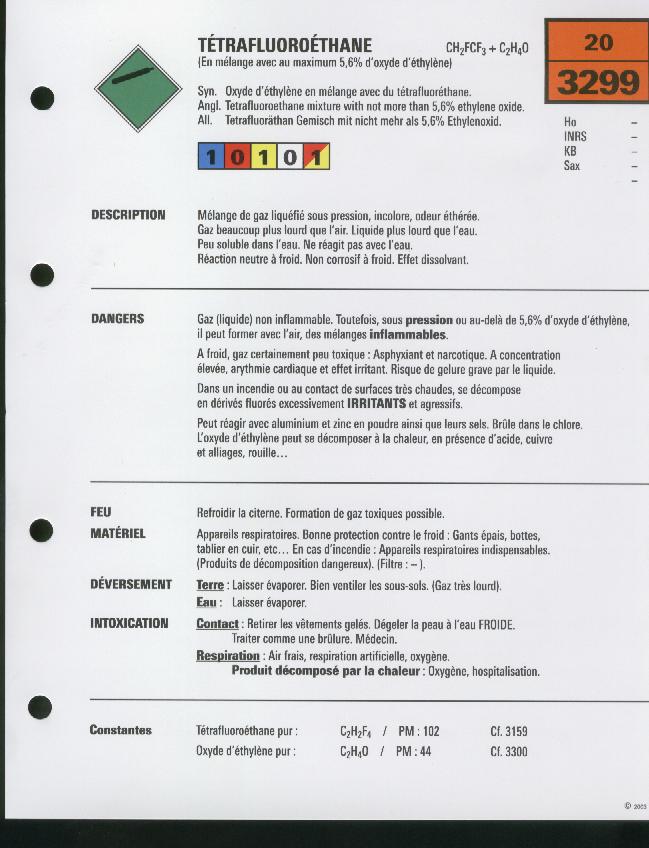 TÉTRAFLUOROÉTHANE CH₂FCF₃ + C₂H₄O
(En mélange avec au maximum 5,6% d'oxyde d'éthylène)
20
3299
Syn. Oxyde d'éthylène en mélange avec du tétrafluoréthane.
Angl. Tetrafluoroethane mixture with not more than 5,6% ethylene oxide.
All. Tetrafluoräthan Gemisch mit nicht mehr als 5,6% Ethylenoxid.
Ho –
INRS –
KB –
Sax –
–
1 0 1 0 1
DESCRIPTION Mélange de gaz liquéfié sous pression, incolore, odeur éthérée.
Gaz beaucoup plus lourd que l'air. Liquide plus lourd que l'eau.
Peu soluble dans l'eau. Ne réagit pas avec l'eau.
Réaction neutre à froid. Non corrosif à froid. Effet dissolvant.
DANGERS Gaz (liquide) non inflammable. Toutefois, sous pression ou au-delà de 5,6% d'oxyde d'éthylène,
il peut former avec l'air, des mélanges inflammables.
A froid, gaz certainement peu toxique : Asphyxiant et narcotique. A concentration
élevée, arythmie cardiaque et effet irritant. Risque de gelure grave par le liquide.
Dans un incendie ou au contact de surfaces très chaudes, se décompose
en dérivés fluorés excessivement IRRITANTS et agressifs.
Peut réagir avec aluminium et zinc en poudre ainsi que leurs sels. Brûle dans le chlore.
L'oxyde d'éthylène peut se décomposer à la chaleur, en présence d'acide, cuivre
et alliages, rouille...
FEU Refroidir la citerne. Formation de gaz toxiques possible.
MATÉRIEL Appareils respiratoires. Bonne protection contre le froid : Gants épais, bottes,
tablier en cuir, etc... En cas d'incendie : Appareils respiratoires indispensables.
(Produits de décomposition dangereux). (Filtre : – ).
DÉVERSEMENT Terre : Laisser évaporer. Bien ventiler les sous-sols. (Gaz très lourd).
Eau : Laisser évaporer.
INTOXICATION Contact : Retirer les vêtements gelés. Dégeler la peau à l'eau FROIDE.
Traiter comme une brûlure. Médecin.
Respiration : Air frais, respiration artificielle, oxygène.
Produit décomposé par la chaleur : Oxygène, hospitalisation.
Constantes Tétrafluoroéthane pur : C₂H₂F₄ / PM : 102 Cf. 3159
Oxyde d'éthylène pur : C₂H₄O / PM : 44 Cf. 3300
© 2003